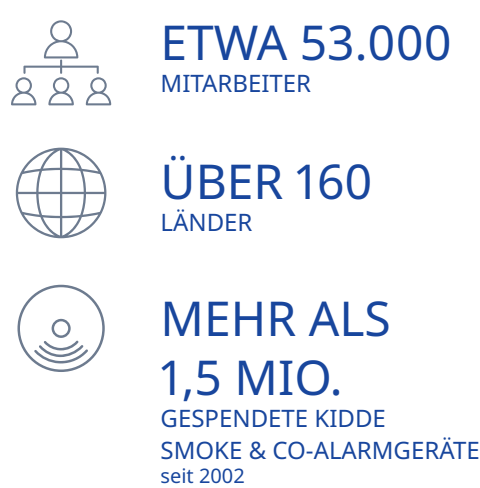 ETWA 53.000
MITARBEITER
ÜBER 160
LÄNDER
MEHR ALS
1,5 MIO.
GESPENDETE KIDDE
SMOKE & CO-ALARMGERÄTE
seit 2002